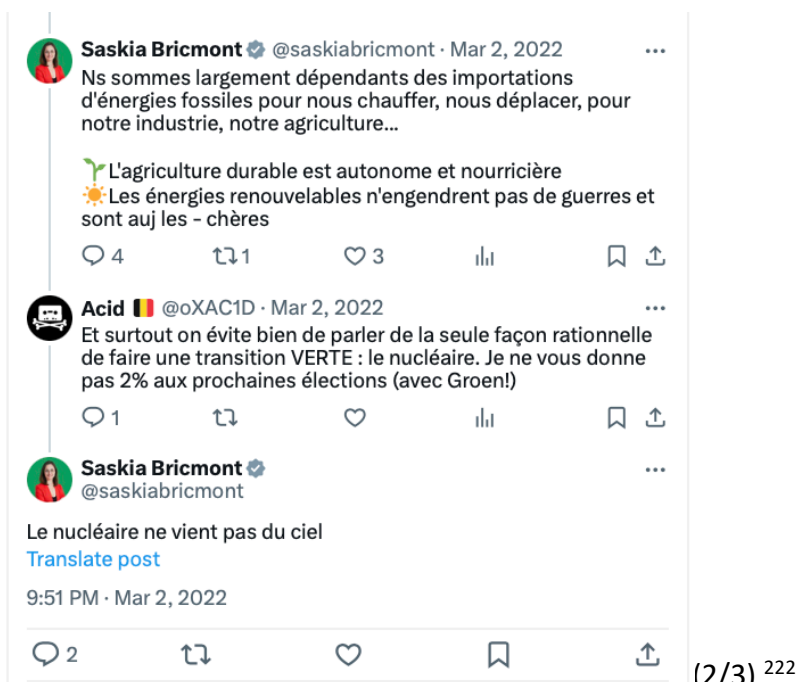 Saskia Bricmont @saskiabricmont · Mar 2, 2022
Ns sommes largement dépendants des importations
d'énergies fossiles pour nous chauffer, nous déplacer, pour
notre industrie, notre agriculture...
🌱L'agriculture durable est autonome et nourricière
☀️Les énergies renouvelables n'engendrent pas de guerres et
sont auj les - chères
4 1 3
Acid 🇧🇪 @oXAC1D · Mar 2, 2022
Et surtout on évite bien de parler de la seule façon rationnelle
de faire une transition VERTE : le nucléaire. Je ne vous donne
pas 2% aux prochaines élections (avec Groen!)
1
Saskia Bricmont
@saskiabricmont
Le nucléaire ne vient pas du ciel
Translate post
9:51 PM · Mar 2, 2022
2
(2/3) 222